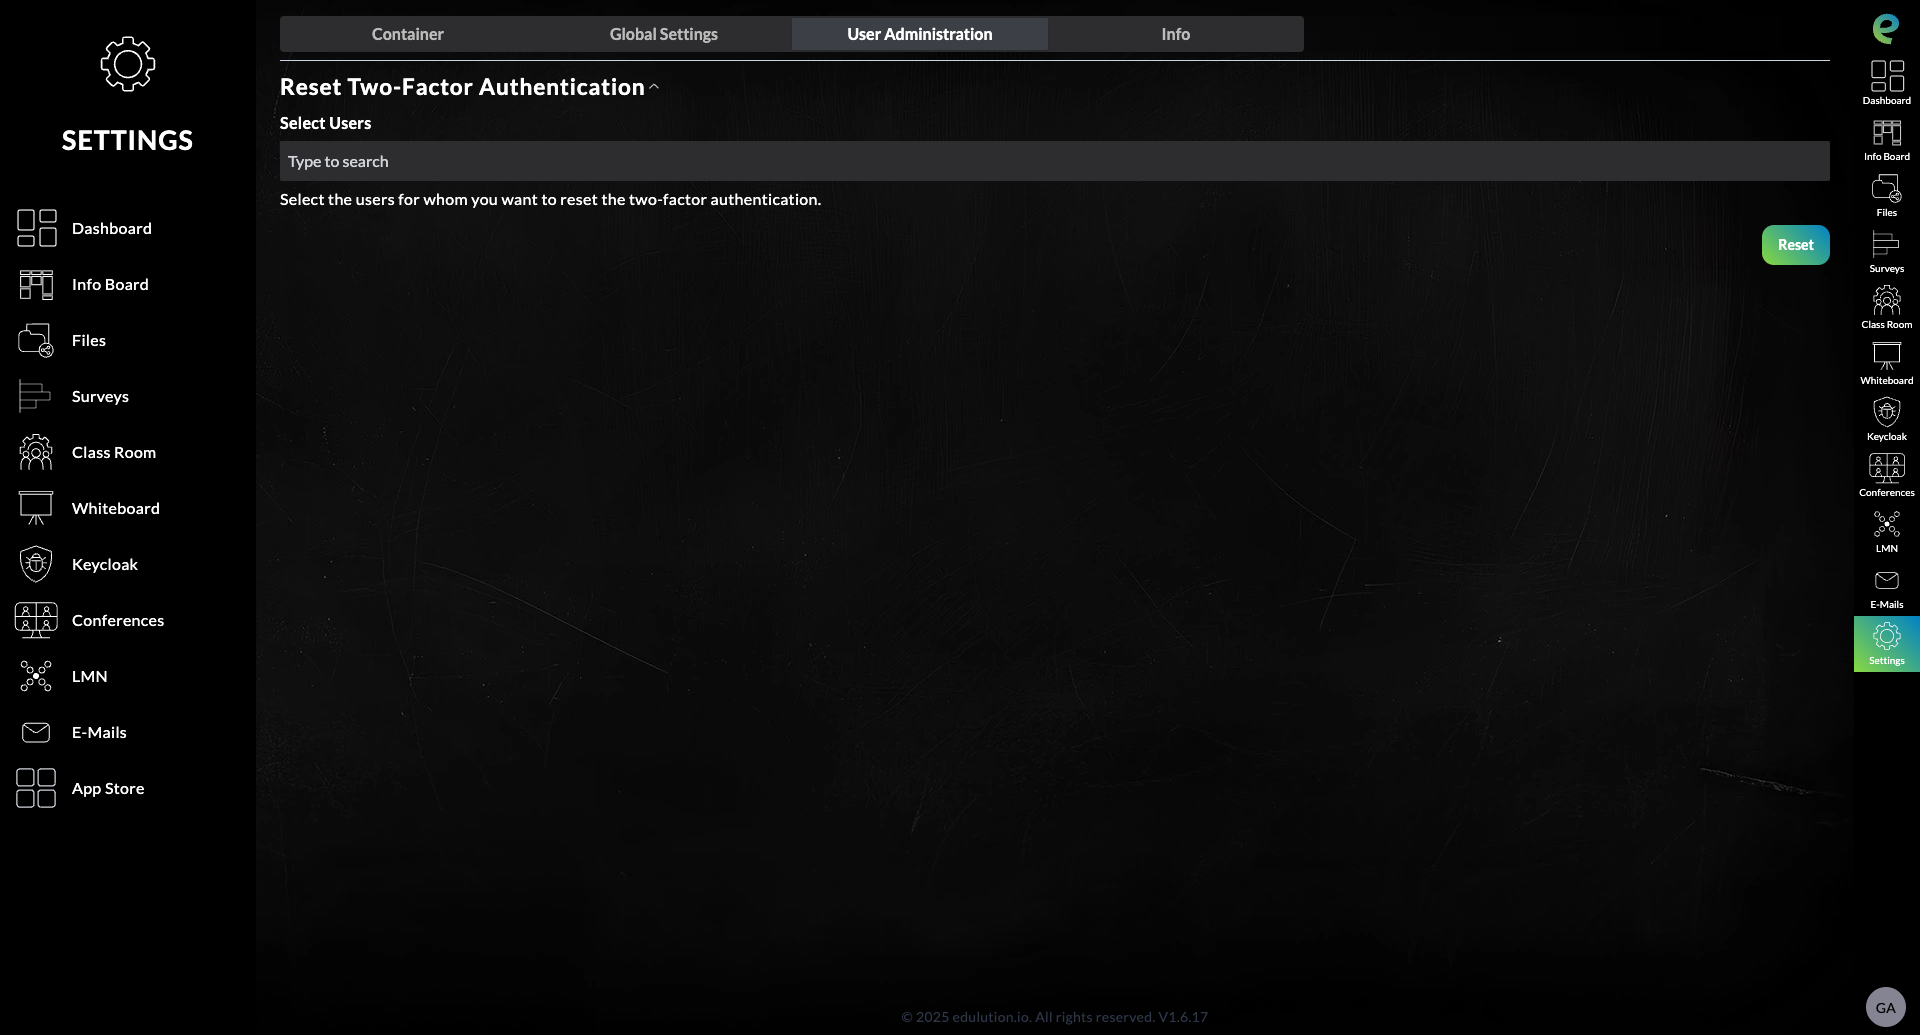 SETTINGS
Dashboard
Info Board
Files
Surveys
Class Room
Whiteboard
Keycloak
Conferences
LMN
E-Mails
App Store
Container
Global Settings
User Administration
Info
Reset Two-Factor Authentication
Select Users
Type to search
Select the users for whom you want to reset the two-factor authentication.
Reset
© 2025 edulution.io. All rights reserved. V1.6.17
e
Dashboard
Info Board
Files
Surveys
Class Room
Whiteboard
Keycloak
Conferences
LMN
E-Mails
Settings
GA